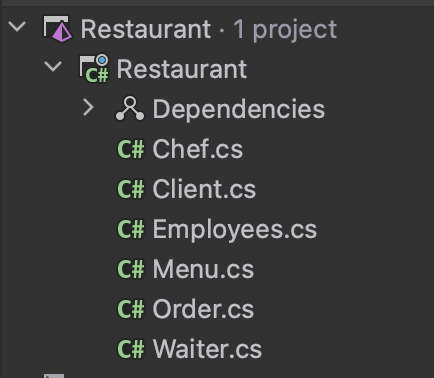 Restaurant · 1 project
C# Restaurant
Dependencies
C# Chef.cs
C# Client.cs
C# Employees.cs
C# Menu.cs
C# Order.cs
C# Waiter.cs